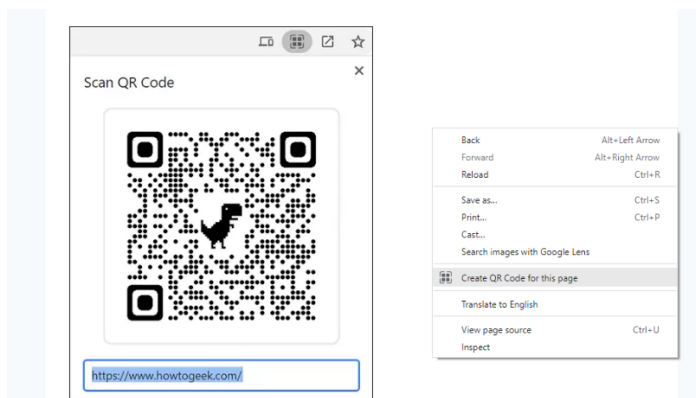 Scan QR Code
https://www.howtogeek.com/
Back Alt+Left Arrow
Forward Alt+Right Arrow
Reload Ctrl+R
Save as... Ctrl+S
Print... Ctrl+P
Cast...
Search images with Google Lens
Create QR Code for this page
Translate to English
View page source Ctrl+U
Inspect